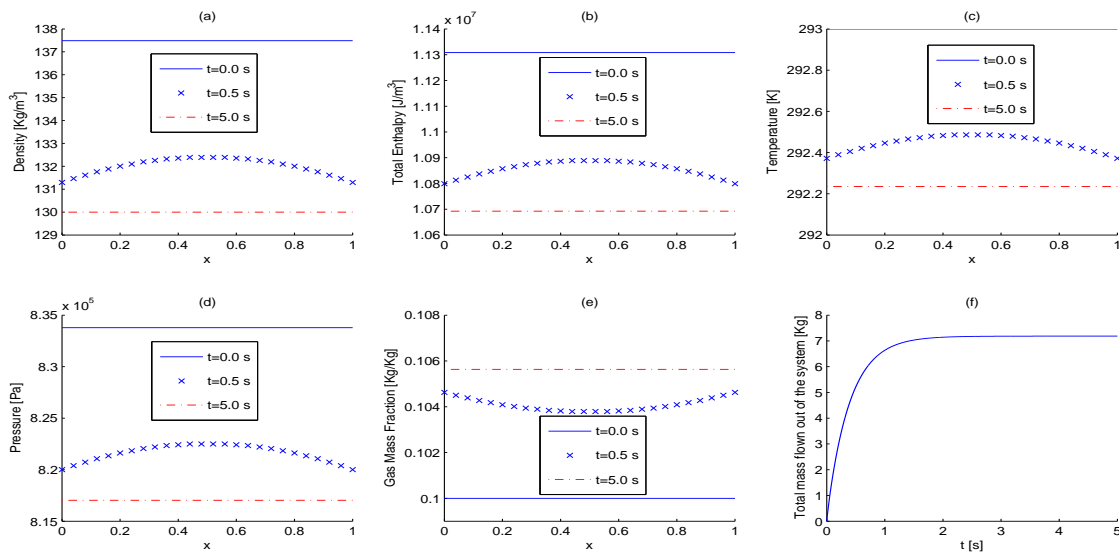 (a)
138
137
136
135
134
133
132
131
130
129
Density [Kg/m³]
0 0.2 0.4 0.6 0.8 1
x
t=0.0 s
t=0.5 s
t=5.0 s
(b)
x 10⁷
1.14
1.13
1.12
1.11
1.1
1.09
1.08
1.07
1.06
Total Enthalpy [J/m³]
0 0.2 0.4 0.6 0.8 1
x
t=0.0 s
t=0.5 s
t=5.0 s
(c)
293
292.8
292.6
292.4
292.2
292
Temperature [K]
0 0.2 0.4 0.6 0.8 1
x
t=0.0 s
t=0.5 s
t=5.0 s
(d)
x 10⁵
8.35
8.3
8.25
8.2
8.15
Pressure [Pa]
0 0.2 0.4 0.6 0.8 1
x
t=0.0 s
t=0.5 s
t=5.0 s
(e)
0.108
0.106
0.104
0.102
0.1
Gas Mass Fraction [Kg/Kg]
0 0.2 0.4 0.6 0.8 1
x
t=0.0 s
t=0.5 s
t=5.0 s
(f)
8
7
6
5
4
3
2
1
0
Total mass flown out of the system [Kg]
0 1 2 3 4 5
t [s]